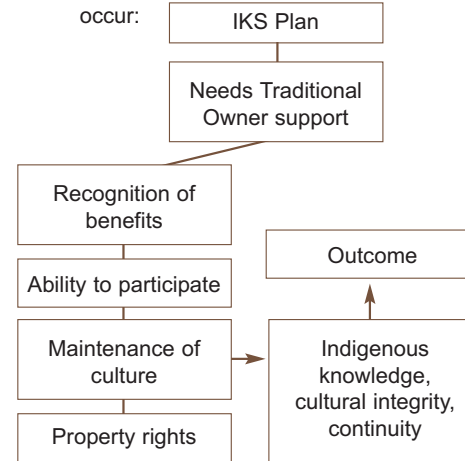 occur:
IKS Plan
Needs Traditional
Owner support
Recognition of
benefits
Ability to participate
Maintenance of
culture
Property rights
Outcome
Indigenous
knowledge,
cultural integrity,
continuity